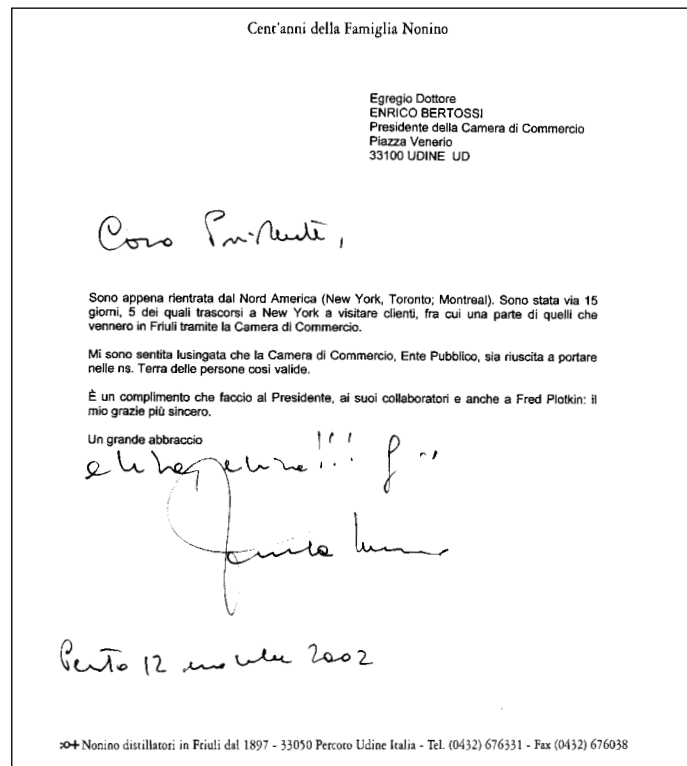 Cent'anni della Famiglia Nonino
Egregio Dottore
ENRICO BERTOSSI
Presidente della Camera di Commercio
Piazza Venerio
33100 UDINE UD
Caro Presidente,
Sono appena rientrata dal Nord America (New York, Toronto; Montreal). Sono stata via 15
giorni, 5 dei quali trascorsi a New York a visitare clienti, fra cui una parte di quelli che
vennero in Friuli tramite la Camera di Commercio.
Mi sono sentita lusingata che la Camera di Commercio, Ente Pubblico, sia riuscita a portare
nelle ns. Terra delle persone così valide.
È un complimento che faccio al Presidente, ai suoi collaboratori e anche a Fred Plotkin: il
mio grazie più sincero.
Un grande abbraccio
!!!
12 2002
Nonino distillatori in Friuli dal 1897 - 33050 Percoto Udine Italia - Tel. (0432) 676331 - Fax (0432) 676038